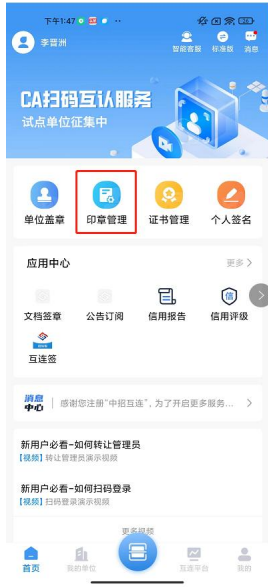 下午1:47
李晋洲
智能客服 标准版 消息
CA扫码互认服务
试点单位征集中
单位盖章 印章管理 证书管理 个人签名
应用中心 更多 >
文档签章 公告订阅 信用报告 信用评级
信
互连签
消息中心 感谢您注册“中招互连”,为了开启更多服务... >
新用户必看-如何转让管理员
【视频】转让管理员演示视频
新用户必看-如何扫码登录
【视频】扫码登录演示视频
更多视频
首页 我的单位 互连平台 我的